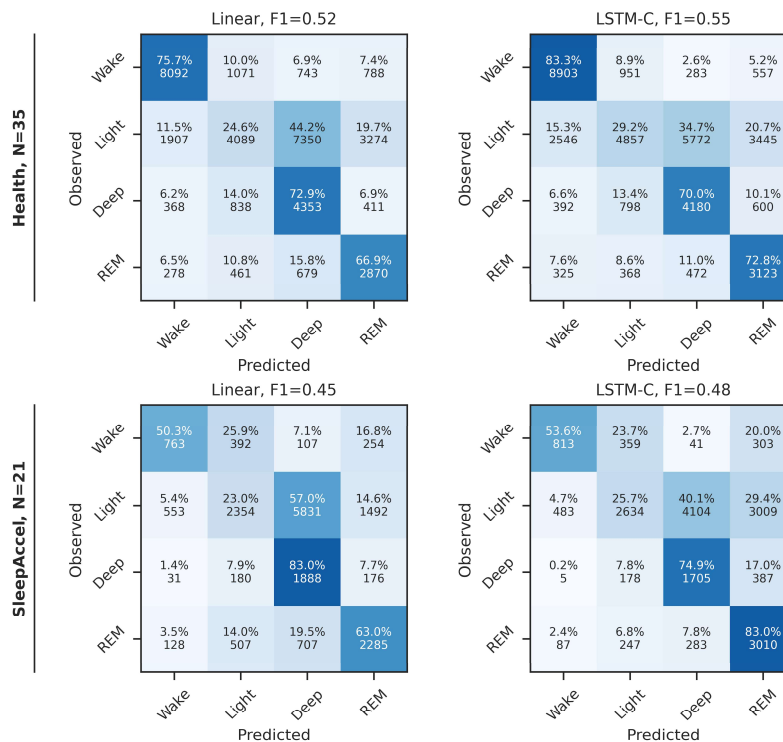 Linear, F1=0.52
Health, N=35
Observed
Wake
75.7% 10.0% 6.9% 7.4%
8092 1071 743 788
Light
11.5% 24.6% 44.2% 19.7%
1907 4089 7350 3274
Deep
6.2% 14.0% 72.9% 6.9%
368 838 4353 411
REM
6.5% 10.8% 15.8% 66.9%
278 461 679 2870
Wake Light Deep REM
Predicted
LSTM-C, F1=0.55
Observed
Wake
83.3% 8.9% 2.6% 5.2%
8903 951 283 557
Light
15.3% 29.2% 34.7% 20.7%
2546 4857 5772 3445
Deep
6.6% 13.4% 70.0% 10.1%
392 798 4180 600
REM
7.6% 8.6% 11.0% 72.8%
325 368 472 3123
Wake Light Deep REM
Predicted
Linear, F1=0.45
SleepAccel, N=21
Observed
Wake
50.3% 25.9% 7.1% 16.8%
763 392 107 254
Light
5.4% 23.0% 57.0% 14.6%
553 2354 5831 1492
Deep
1.4% 7.9% 83.0% 7.7%
31 180 1888 176
REM
3.5% 14.0% 19.5% 63.0%
128 507 707 2285
Wake Light Deep REM
Predicted
LSTM-C, F1=0.48
Observed
Wake
53.6% 23.7% 2.7% 20.0%
813 359 41 303
Light
4.7% 25.7% 40.1% 29.4%
483 2634 4104 3009
Deep
0.2% 7.8% 74.9% 17.0%
5 178 1705 387
REM
2.4% 6.8% 7.8% 83.0%
87 247 283 3010
Wake Light Deep REM
Predicted